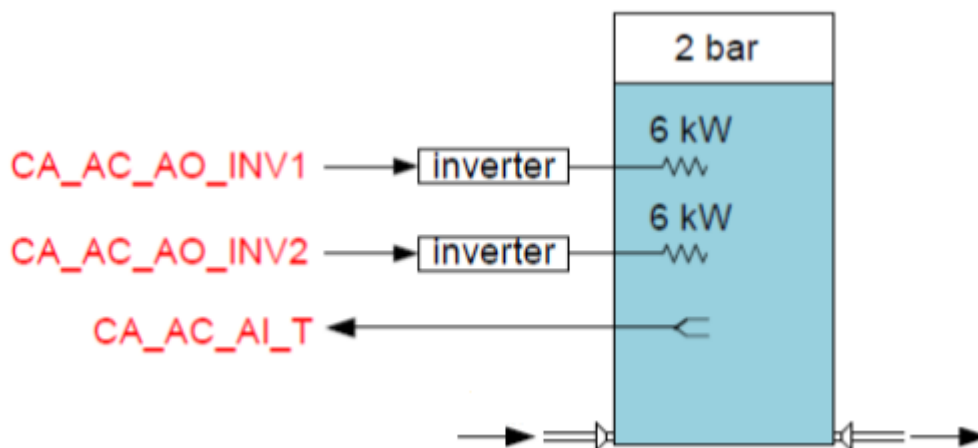 2 bar
6 kW
CA_AC_AO_INV1
inverter
6 kW
CA_AC_AO_INV2
inverter
CA_AC_AI_T